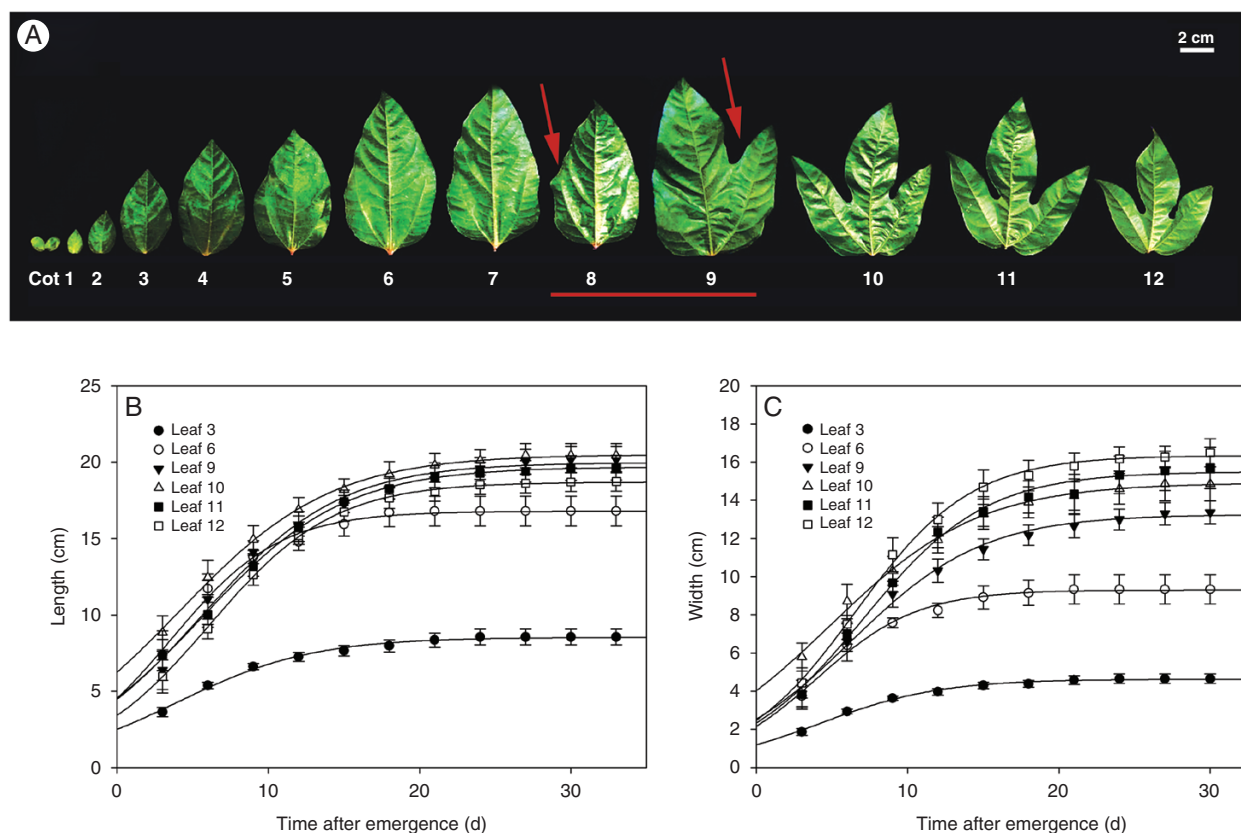 A
2 cm
Cot 1 2 3 4 5 6 7 8 9 10 11 12
B
25
20
15
10
5
0
Length (cm)
Leaf 3
Leaf 6
Leaf 9
Leaf 10
Leaf 11
Leaf 12
0 10 20 30
Time after emergence (d)
C
20
18
16
14
12
10
8
6
4
2
0
Width (cm)
Leaf 3
Leaf 6
Leaf 9
Leaf 10
Leaf 11
Leaf 12
0 10 20 30
Time after emergence (d)